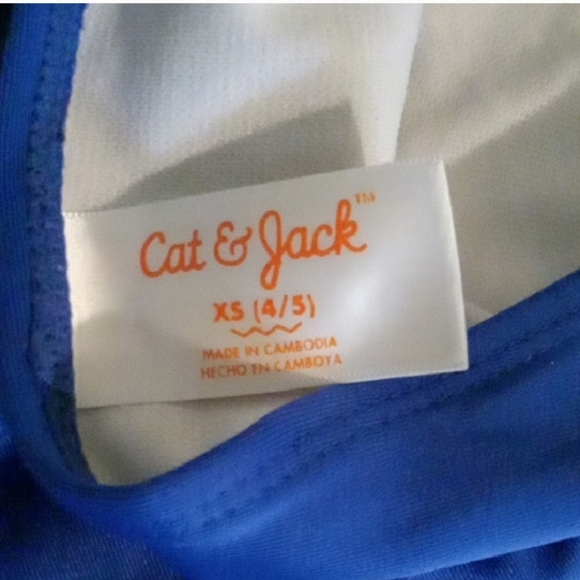 Cat & Jack™
XS (4/5)
MADE IN CAMBODIA
HECHO EN CAMBOYA